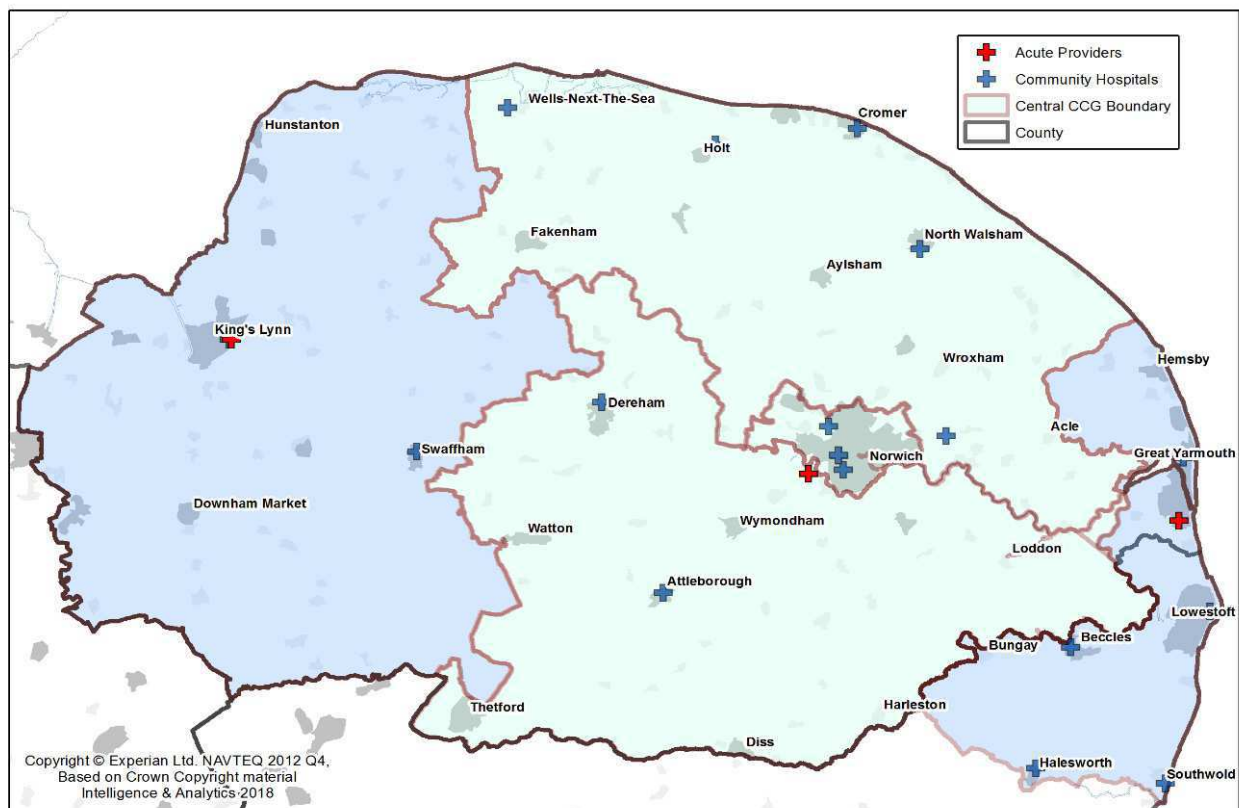 Acute Providers
Community Hospitals
Central CCG Boundary
County
Wells-Next-The-Sea
Cromer
Hunstanton
Holt
Fakenham
North Walsham
Aylsham
King's Lynn
Wroxham
Hemsby
Dereham
Acle
Swaffham
Norwich
Great Yarmouth
Downham Market
Watton
Wymondham
Loddon
Attleborough
Lowestoft
Bungay
Beccles
Thetford
Harleston
Diss
Halesworth
Southwold
Copyright © Experian Ltd. NAVTEQ 2012 Q4,
Based on Crown Copyright material
Intelligence & Analytics 2018